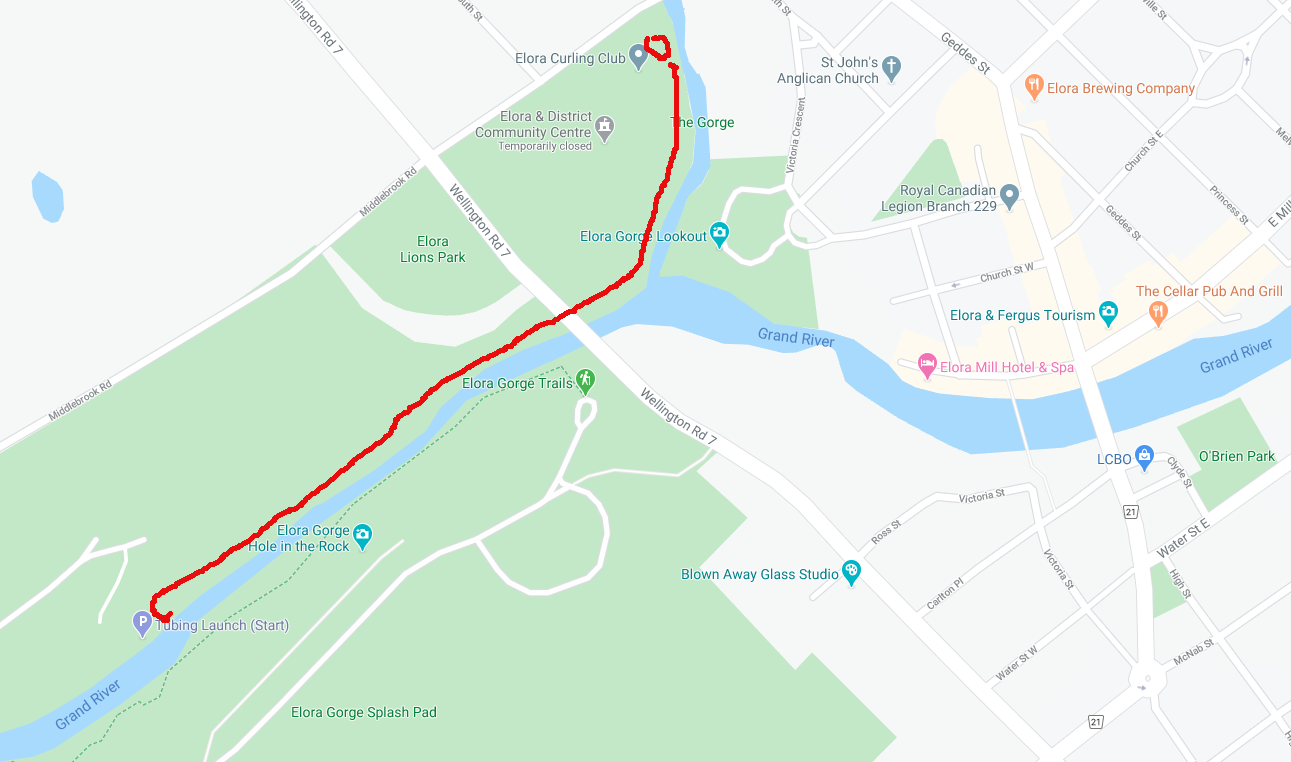 Wellington Rd 7
South St
Geddes St
Elora Curling Club
St John's
Anglican Church
Elora Brewing Company
Elora & District
Community Centre
Temporarily closed
The Gorge
Victoria Crescent
Church St E
Middlebrook Rd
Wellington Rd 7
Royal Canadian
Legion Branch 229
Princess St
Geddes St
E Mil
Elora
Lions Park
Elora Gorge Lookout
Church St W
The Cellar Pub And Grill
Elora & Fergus Tourism
Grand River
Grand River
Elora Mill Hotel & Spa
Elora Gorge Trails
Middlebrook Rd
Wellington Rd 7
LCBO
Clyde St
O'Brien Park
Victoria St
21
Ross St
Water St E
Elora Gorge
Hole in the Rock
Blown Away Glass Studio
Victoria St
High St
Carlton Pl
P
Tubing Launch (Start)
Water St W
McNab St
Grand River
Elora Gorge Splash Pad
21